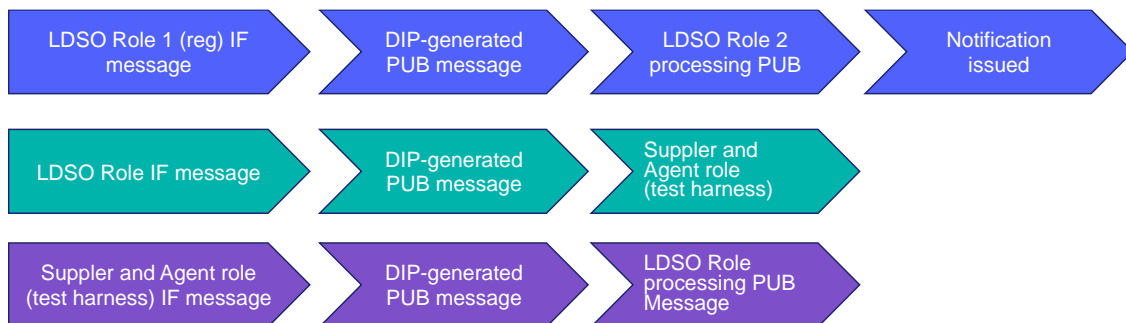 LDSO Role 1 (reg) IF
message
DIP-generated
PUB message
LDSO Role 2
processing PUB
Notification
issued
LDSO Role IF message
DIP-generated
PUB message
Suppler and
Agent role
(test harness)
Suppler and Agent role
(test harness) IF message
DIP-generated
PUB message
LDSO Role
processing PUB
Message